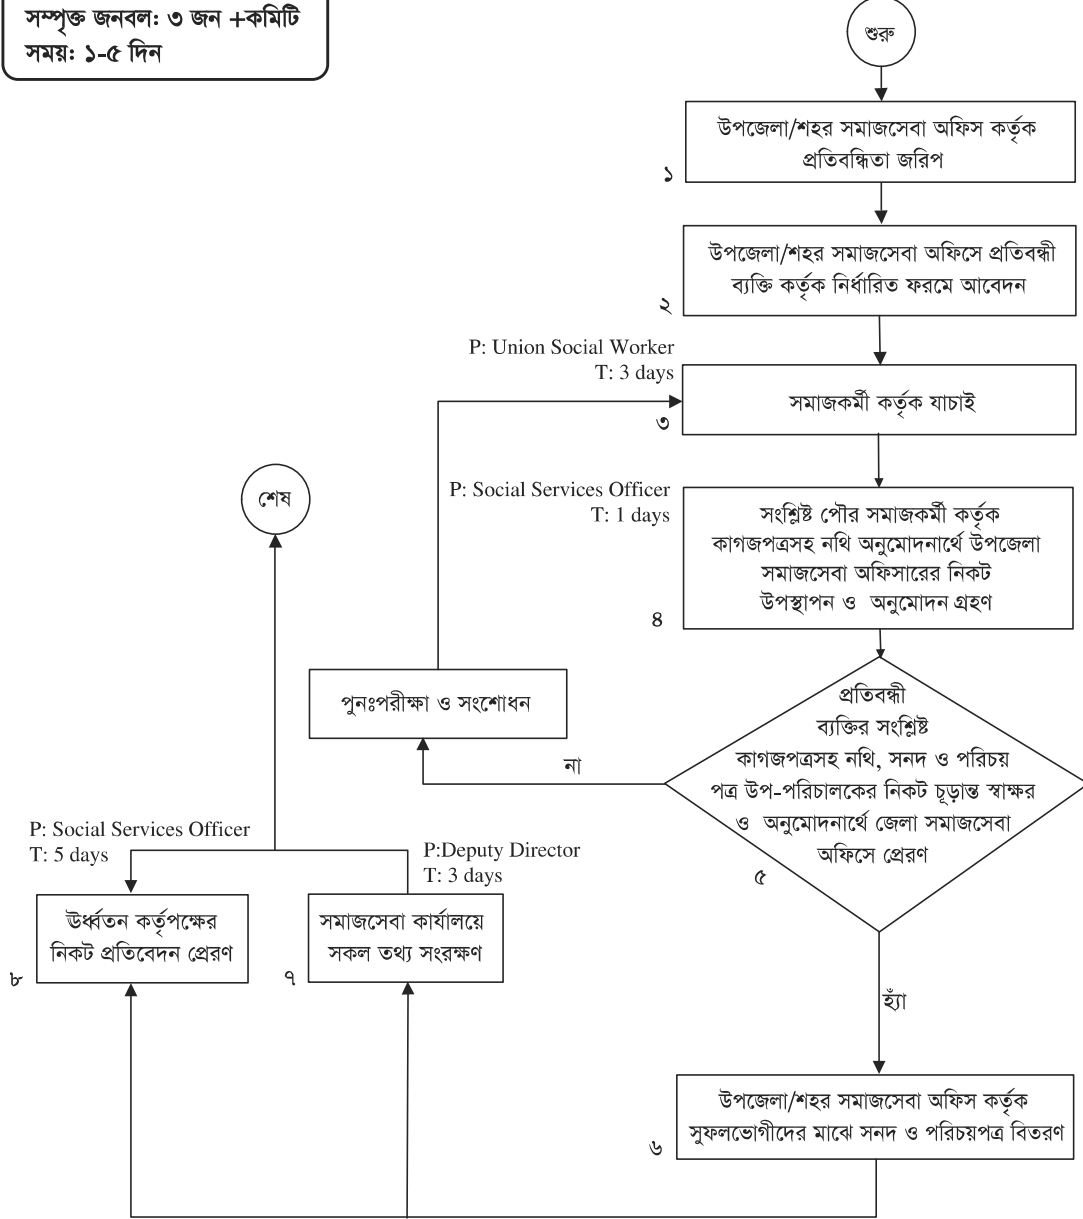 সম্পৃক্ত জনবল: ৩ জন +কমিটি
সময়: ১-৫ দিন
শুরু
উপজেলা/শহর সমাজসেবা অফিস কর্তৃক
প্রতিবন্ধিতা জরিপ
১
উপজেলা/শহর সমাজসেবা অফিসে প্রতিবন্ধী
ব্যক্তি কর্তৃক নির্ধারিত ফরমে আবেদন
২
P: Union Social Worker
T: 3 days
সমাজকর্মী কর্তৃক যাচাই
৩
শেষ
P: Social Services Officer
T: 1 days
সংশ্লিষ্ট পৌর সমাজকর্মী কর্তৃক
কাগজপত্রসহ নথি অনুমোদনার্থে উপজেলা
সমাজসেবা অফিসারের নিকট
উপস্থাপন ও অনুমোদন গ্রহণ
৪
পুনঃপরীক্ষা ও সংশোধন
না
প্রতিবন্ধী
ব্যক্তির সংশ্লিষ্ট
কাগজপত্রসহ নথি, সনদ ও পরিচয়
পত্র উপ-পরিচালকের নিকট চূড়ান্ত স্বাক্ষর
ও অনুমোদনার্থে জেলা সমাজসেবা
অফিসে প্রেরণ
৫
P: Social Services Officer
T: 5 days
P:Deputy Director
T: 3 days
ঊর্ধ্বতন কর্তৃপক্ষের
নিকট প্রতিবেদন প্রেরণ
৮
সমাজসেবা কার্যালয়ে
সকল তথ্য সংরক্ষণ
৭
হ্যাঁ
উপজেলা/শহর সমাজসেবা অফিস কর্তৃক
সুফলভোগীদের মাঝে সনদ ও পরিচয়পত্র বিতরণ
৬